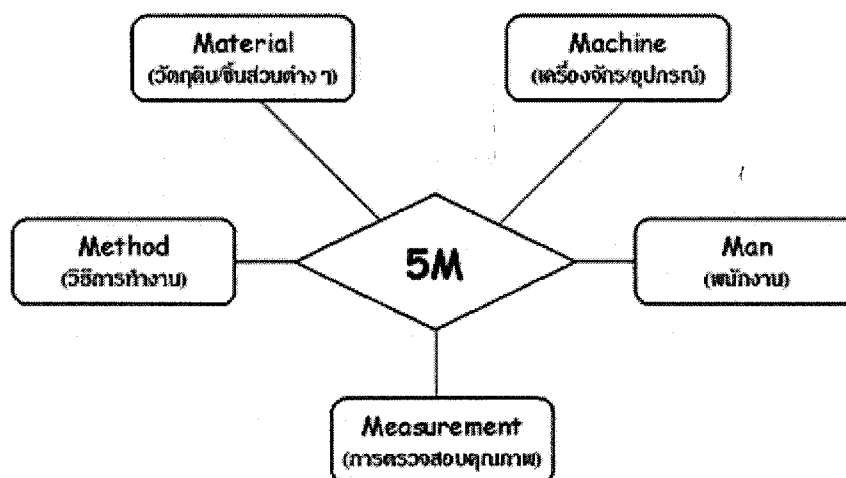 Material
(วัตถุดิบ/ชิ้นส่วนต่าง ๆ)
Machine
(เครื่องจักร/อุปกรณ์)
Method
(วิธีการทำงาน)
5M
Man
(พนักงาน)
Measurement
(การตรวจสอบคุณภาพ)